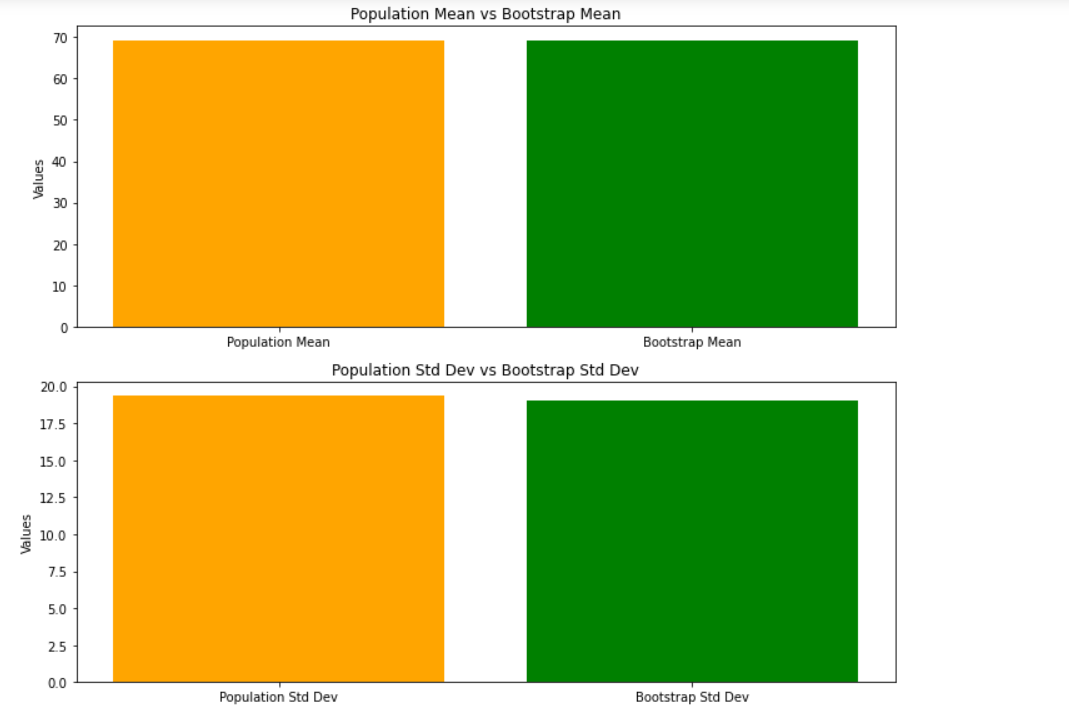 Population Mean vs Bootstrap Mean
70
60
50
40
30
20
10
0
Values
Population Mean
Bootstrap Mean
Population Std Dev vs Bootstrap Std Dev
20.0
17.5
15.0
12.5
10.0
7.5
5.0
2.5
0.0
Values
Population Std Dev
Bootstrap Std Dev